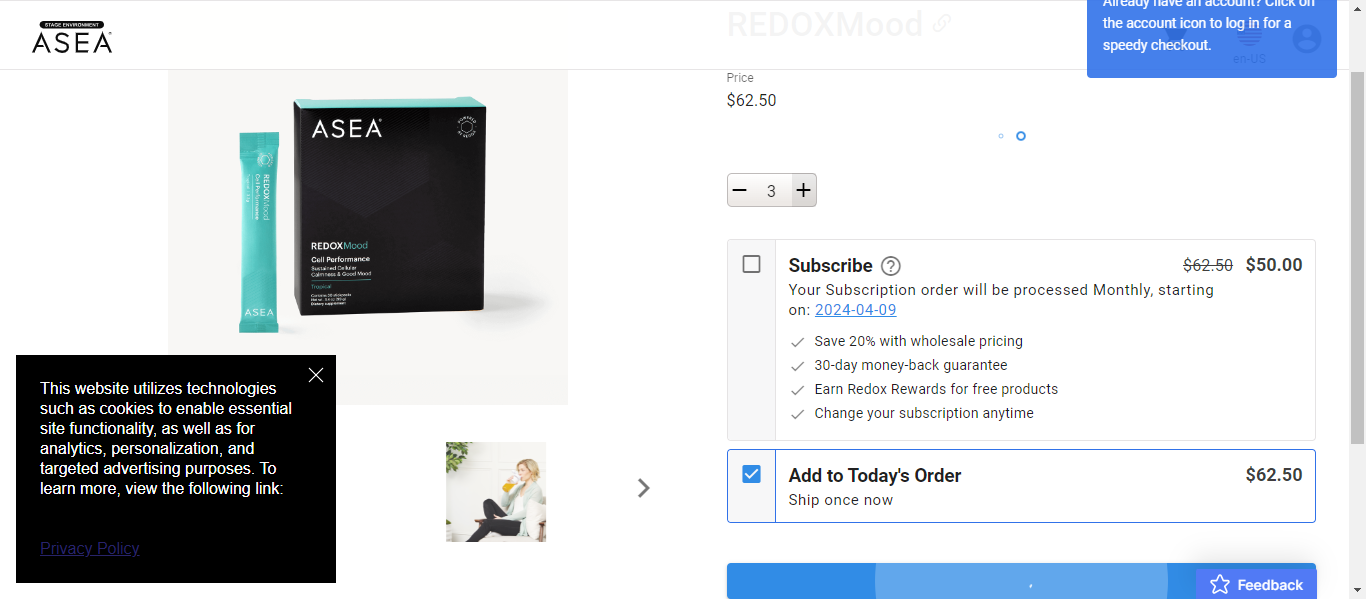 STAGE ENVIRONMENT
ASEA
REDOXMood
Already have an account? Click on
the account icon to log in for a
speedy checkout.
en-US
Price
$62.50
3
Subscribe
$62.50 $50.00
Your Subscription order will be processed Monthly, starting
on: 2024-04-09
Save 20% with wholesale pricing
30-day money-back guarantee
Earn Redox Rewards for free products
Change your subscription anytime
Add to Today's Order
$62.50
Ship once now
Feedback
ASEA
POWERED
BY REDOX
REDOXMood
Cell Performance
Sustained Cellular
Calmness & Good Mood
Tropical
Dietary supplement
REDOXMood
Cell Performance
ASEA
This website utilizes technologies
such as cookies to enable essential
site functionality, as well as for
analytics, personalization, and
targeted advertising purposes. To
learn more, view the following link:
Privacy Policy